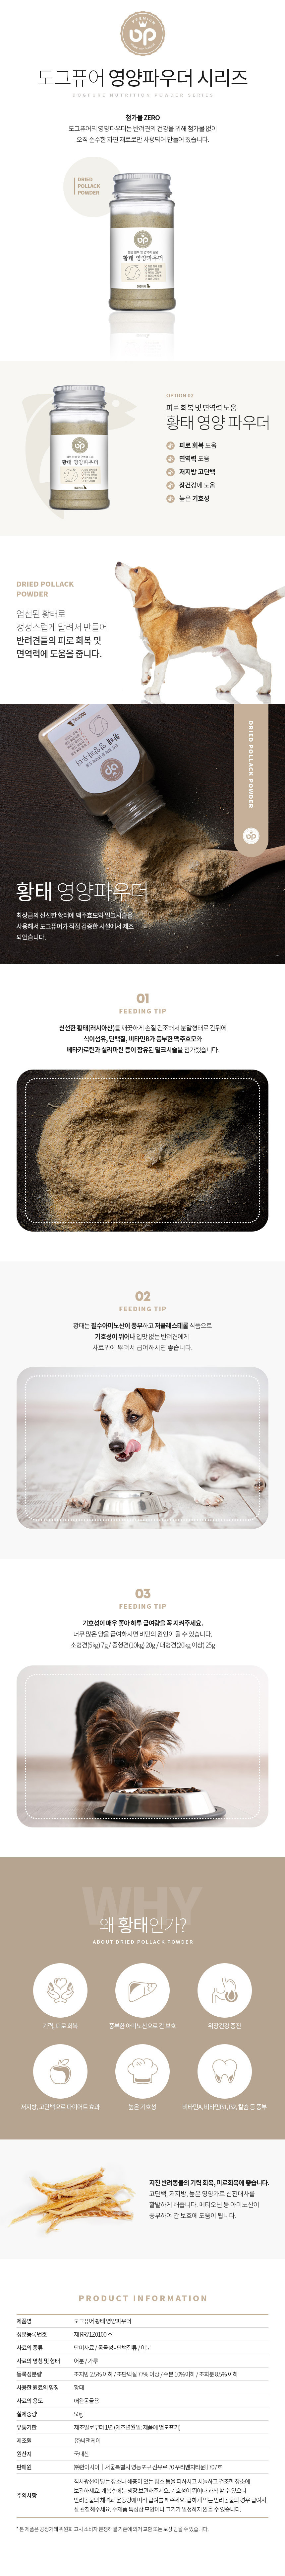 PREMIUM
up
도그퓨어 영양파우더 시리즈
DOGFURE NUTRITION POWDER SERIES
첨가물 ZERO
도그퓨어의 영양파우더는 반려견의 건강을 위해 첨가물 없이
오직 순수한 자연 재료로만 사용되어 만들어 졌습니다.
DRIED
POLLACK
POWDER
up
황태 영양파우더
OPTION 02
피로 회복 및 면역력 도움
황태 영양 파우더
피로 회복 도움
면역력 도움
저지방 고단백
장건강에 도움
높은 기호성
up
황태 영양파우더
DRIED POLLACK
POWDER
엄선된 황태로
정성스럽게 말려서 만들어
반려견들의 피로 회복 및
면역력에 도움을 줍니다.
DRIED POLLACK POWDER
up
황태 영양파우더
up
황태 영양파우더
최상급의 신선한 황태에 맥주효모와 밀크시슬을
사용해서 도그퓨어가 직접 검증한 시설에서 제조
되었습니다.
01
FEEDING TIP
신선한 황태(러시아산)를 깨끗하게 손질 건조해서 분말형태로 간뒤에
식이섬유, 단백질, 비타민B가 풍부한 맥주효모와
베타카로틴과 실리마린 등이 함유된 밀크시슬을 첨가했습니다.
02
FEEDING TIP
황태는 필수아미노산이 풍부하고 저콜레스테롤 식품으로
기호성이 뛰어나 입맛 없는 반려견에게
사료위에 뿌려서 급여하시면 좋습니다.
03
FEEDING TIP
기호성이 매우 좋아 하루 급여량을 꼭 지켜주세요.
너무 많은 양을 급여하시면 비만의 원인이 될 수 있습니다.
소형견(5kg) 7g / 중형견(10kg) 20g / 대형견(20kg 이상) 25g
WHY
왜 황태인가?
ABOUT DRIED POLLACK POWDER
기력, 피로 회복
풍부한 아미노산으로 간 보호
위장건강 증진
저지방, 고단백으로 다이어트 효과
높은 기호성
비타민A, 비타민B1, B2, 칼슘 등 풍부
지친 반려동물의 기력 회복, 피로회복에 좋습니다.
고단백, 저지방, 높은 영양가로 신진대사를
활발하게 해줍니다. 메티오닌 등 아미노산이
풍부하여 간 보호에 도움이 됩니다.
PRODUCT INFORMATION
제품명 도그퓨어 황태 영양파우더
성분등록번호 제 RR71Z0100 호
사료의 종류 단미사료 / 동물성 - 단백질류 / 어분
사료의 명칭 및 형태 어분 / 가루
등록성분량 조지방 2.5% 이하 / 조단백질 77% 이상 / 수분 10%이하 / 조회분 8.5% 이하
사용한 원료의 명칭 황태
사료의 용도 애완동물용
실제중량 50g
유통기한 제조일로부터 1년 (제조년월일: 제품에 별도표기)
제조원 ㈜씨앤케이
원산지 국내산
판매원 ㈜런아시아 | 서울특별시 영등포구 선유로 70 우리벤처타운II 707호
주의사항 직사광선이 닿는 장소나 해충이 있는 장소 등을 피하시고 서늘하고 건조한 장소에
보관하세요. 개봉후에는 냉장 보관해주세요. 기호성이 뛰어나 과식 할 수 있으니
반려동물의 체격과 운동량에 따라 급여를 해주세요. 급하게 먹는 반려동물의 경우 급여시
잘 관찰해주세요. 수제품 특성상 모양이나 크기가 일정하지 않을 수 있습니다.
* 본 제품은 공정거래 위원회 고시 소비자 분쟁해결 기준에 의거 교환 또는 보상 받을 수 있습니다.